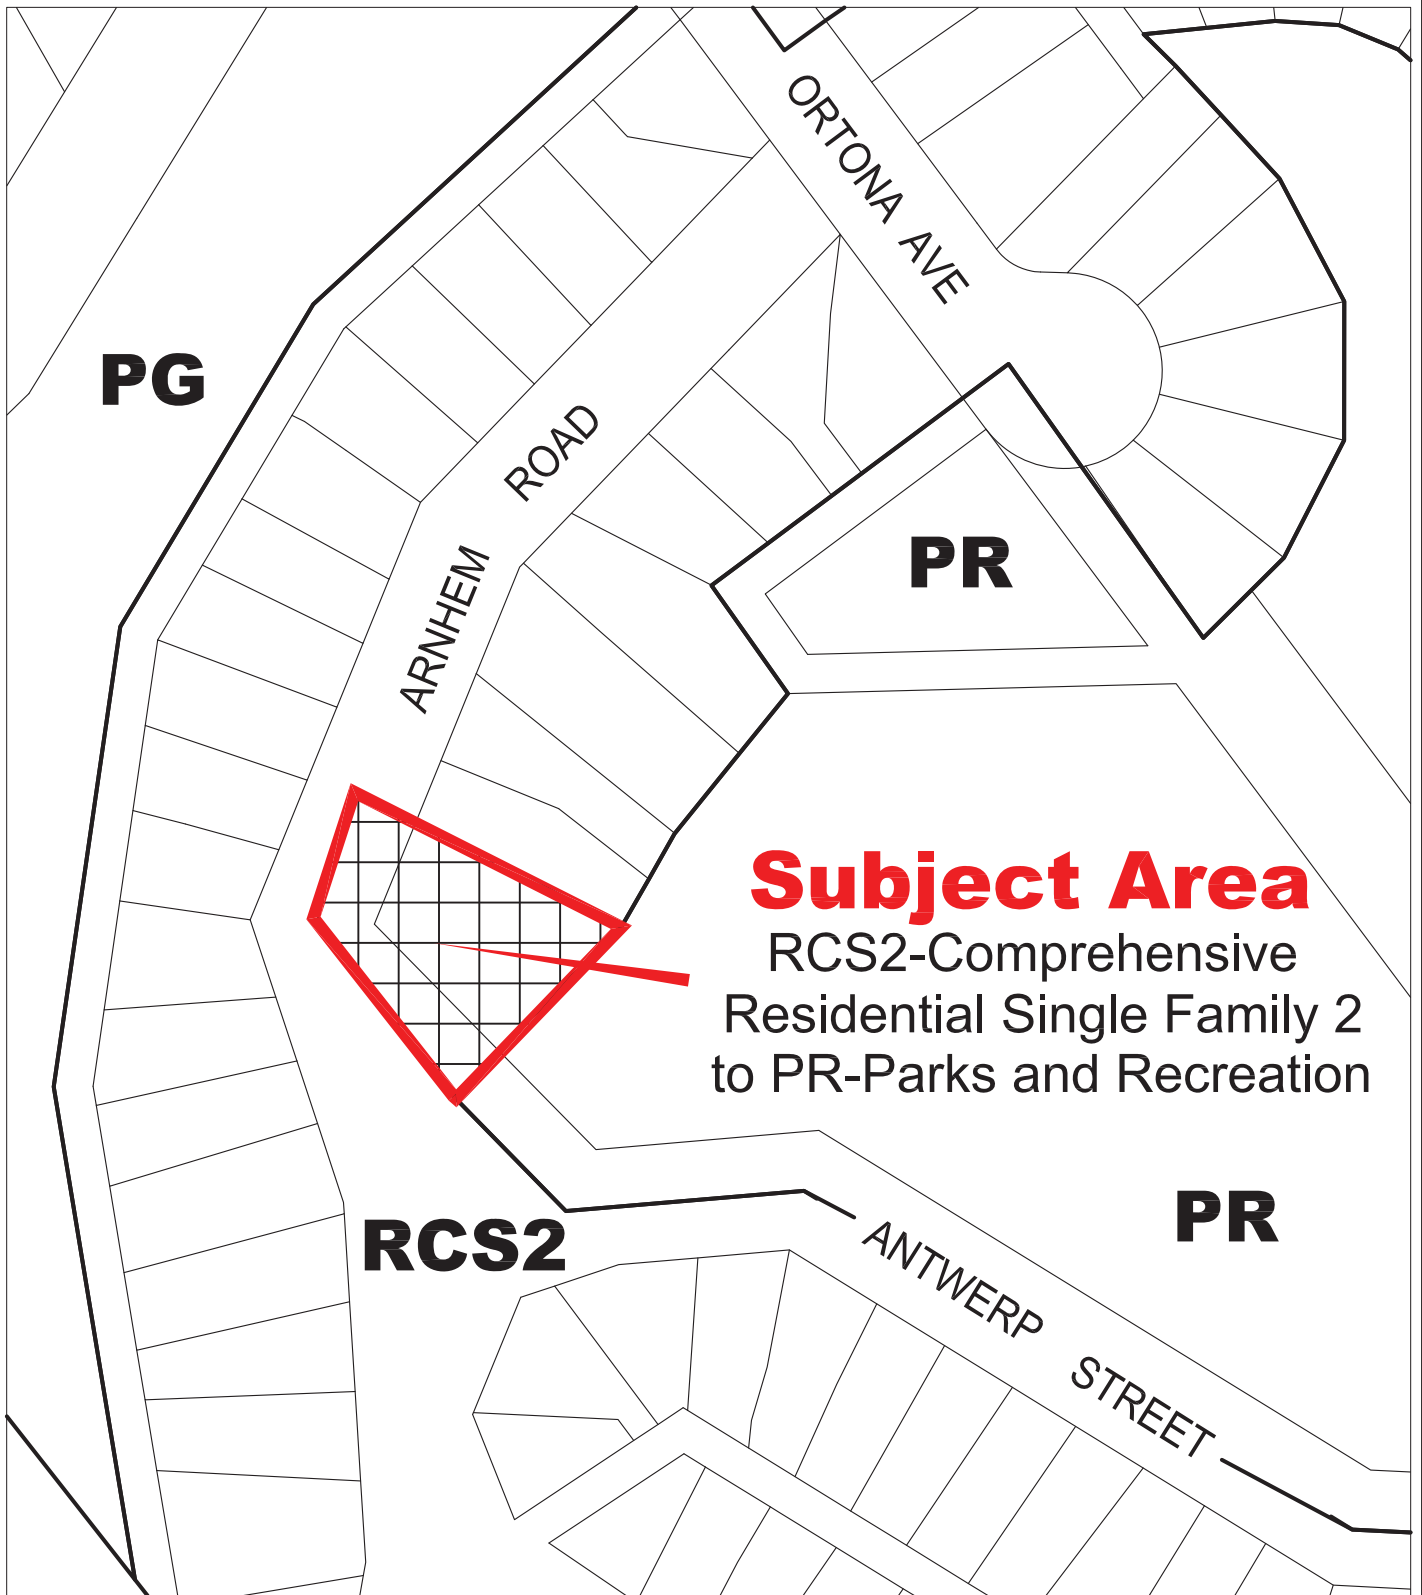 ORTONA AVE
PG
ARNHEM ROAD
PR
Subject Area
RCS2-Comprehensive
Residential Single Family 2
to PR-Parks and Recreation
PR
RCS2
ANTWERP STREET